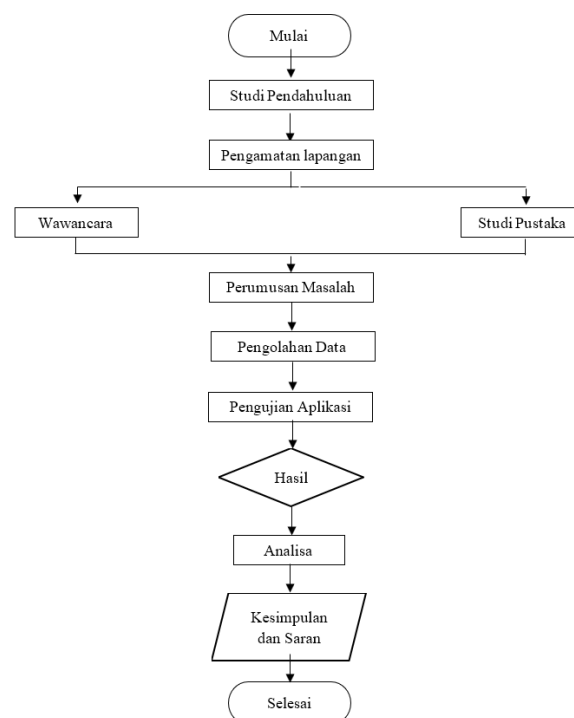 Mulai
Studi Pendahuluan
Pengamatan lapangan
Wawancara
Studi Pustaka
Perumusan Masalah
Pengolahan Data
Pengujian Aplikasi
Hasil
Analisa
Kesimpulan
dan Saran
Selesai